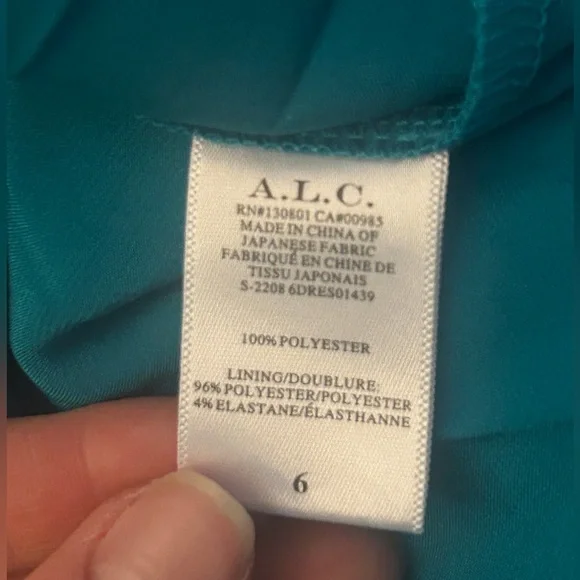 A.L.C.
RN#130801 CA#00985
MADE IN CHINA OF
JAPANESE FABRIC
FABRIQUÉ EN CHINE DE
TISSU JAPONAIS
S-2208 6DRES01439
100% POLYESTER
LINING/DOUBLURE:
96% POLYESTER/POLYESTER
4% ELASTANE/ÉLASTHANNE
6